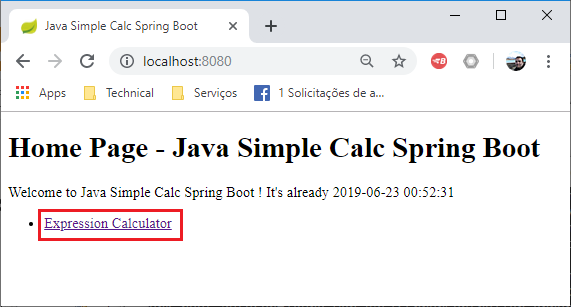 Java Simple Calc Spring Boot
localhost:8080
Apps Technical Serviços 1 Solicitações de a...
Home Page - Java Simple Calc Spring Boot
Welcome to Java Simple Calc Spring Boot ! It's already 2019-06-23 00:52:31
Expression Calculator